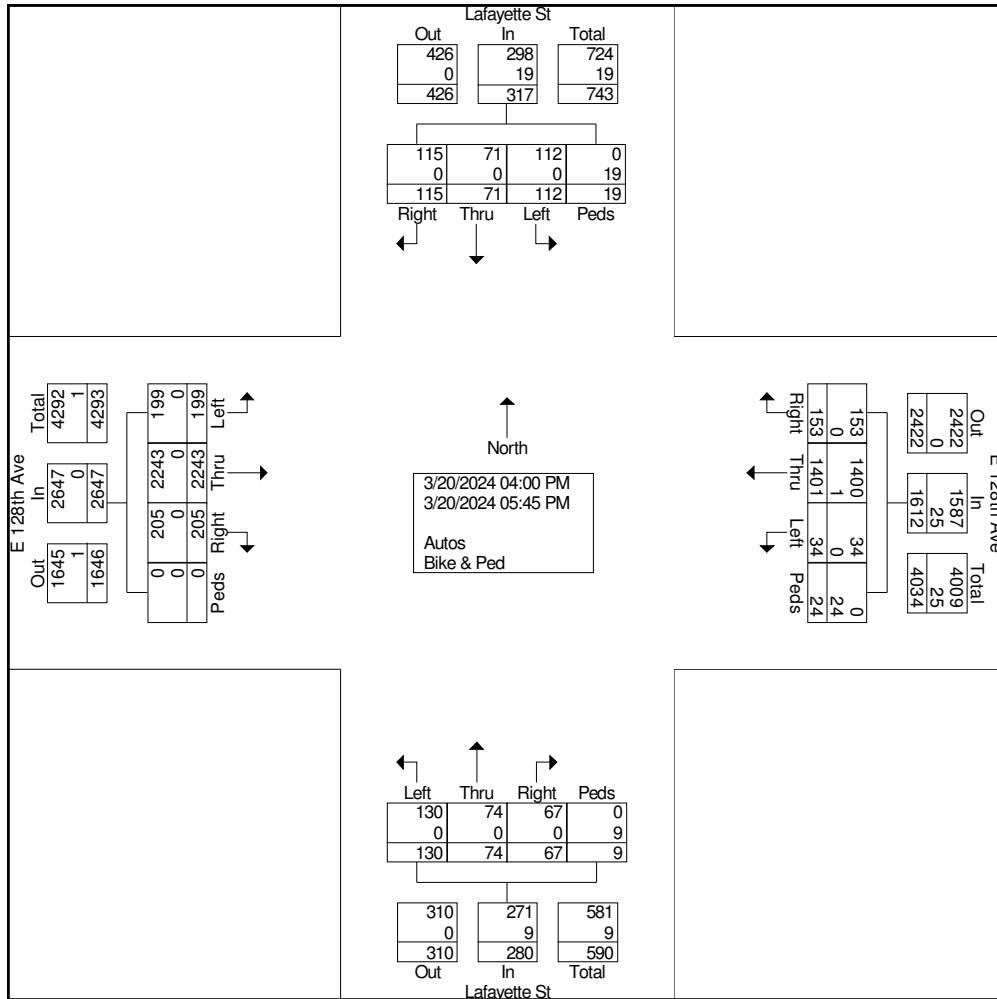 Lafayette St
Out In Total
426 298 724
0 19 19
426 317 743
115 71 112 0
0 0 0 19
115 71 112 19
Right Thru Left Peds
E 128th Ave
Total In Out
4292 2647 1645
1 0 1
4293 2647 1646
199 2243 205 0
0 0 0 0
199 2243 205 0
Left Thru Right Peds
North
3/20/2024 04:00 PM
3/20/2024 05:45 PM
Autos
Bike & Ped
E 128th Ave
Out In Total
2422 1587 4009
0 25 25
2422 1612 4034
153 1400 34 0
0 1 0 24
153 1401 34 24
Right Thru Left Peds
Left Thru Right Peds
130 74 67 0
0 0 0 9
130 74 67 9
310 271 581
0 9 9
310 280 590
Out In Total
Lafayette St